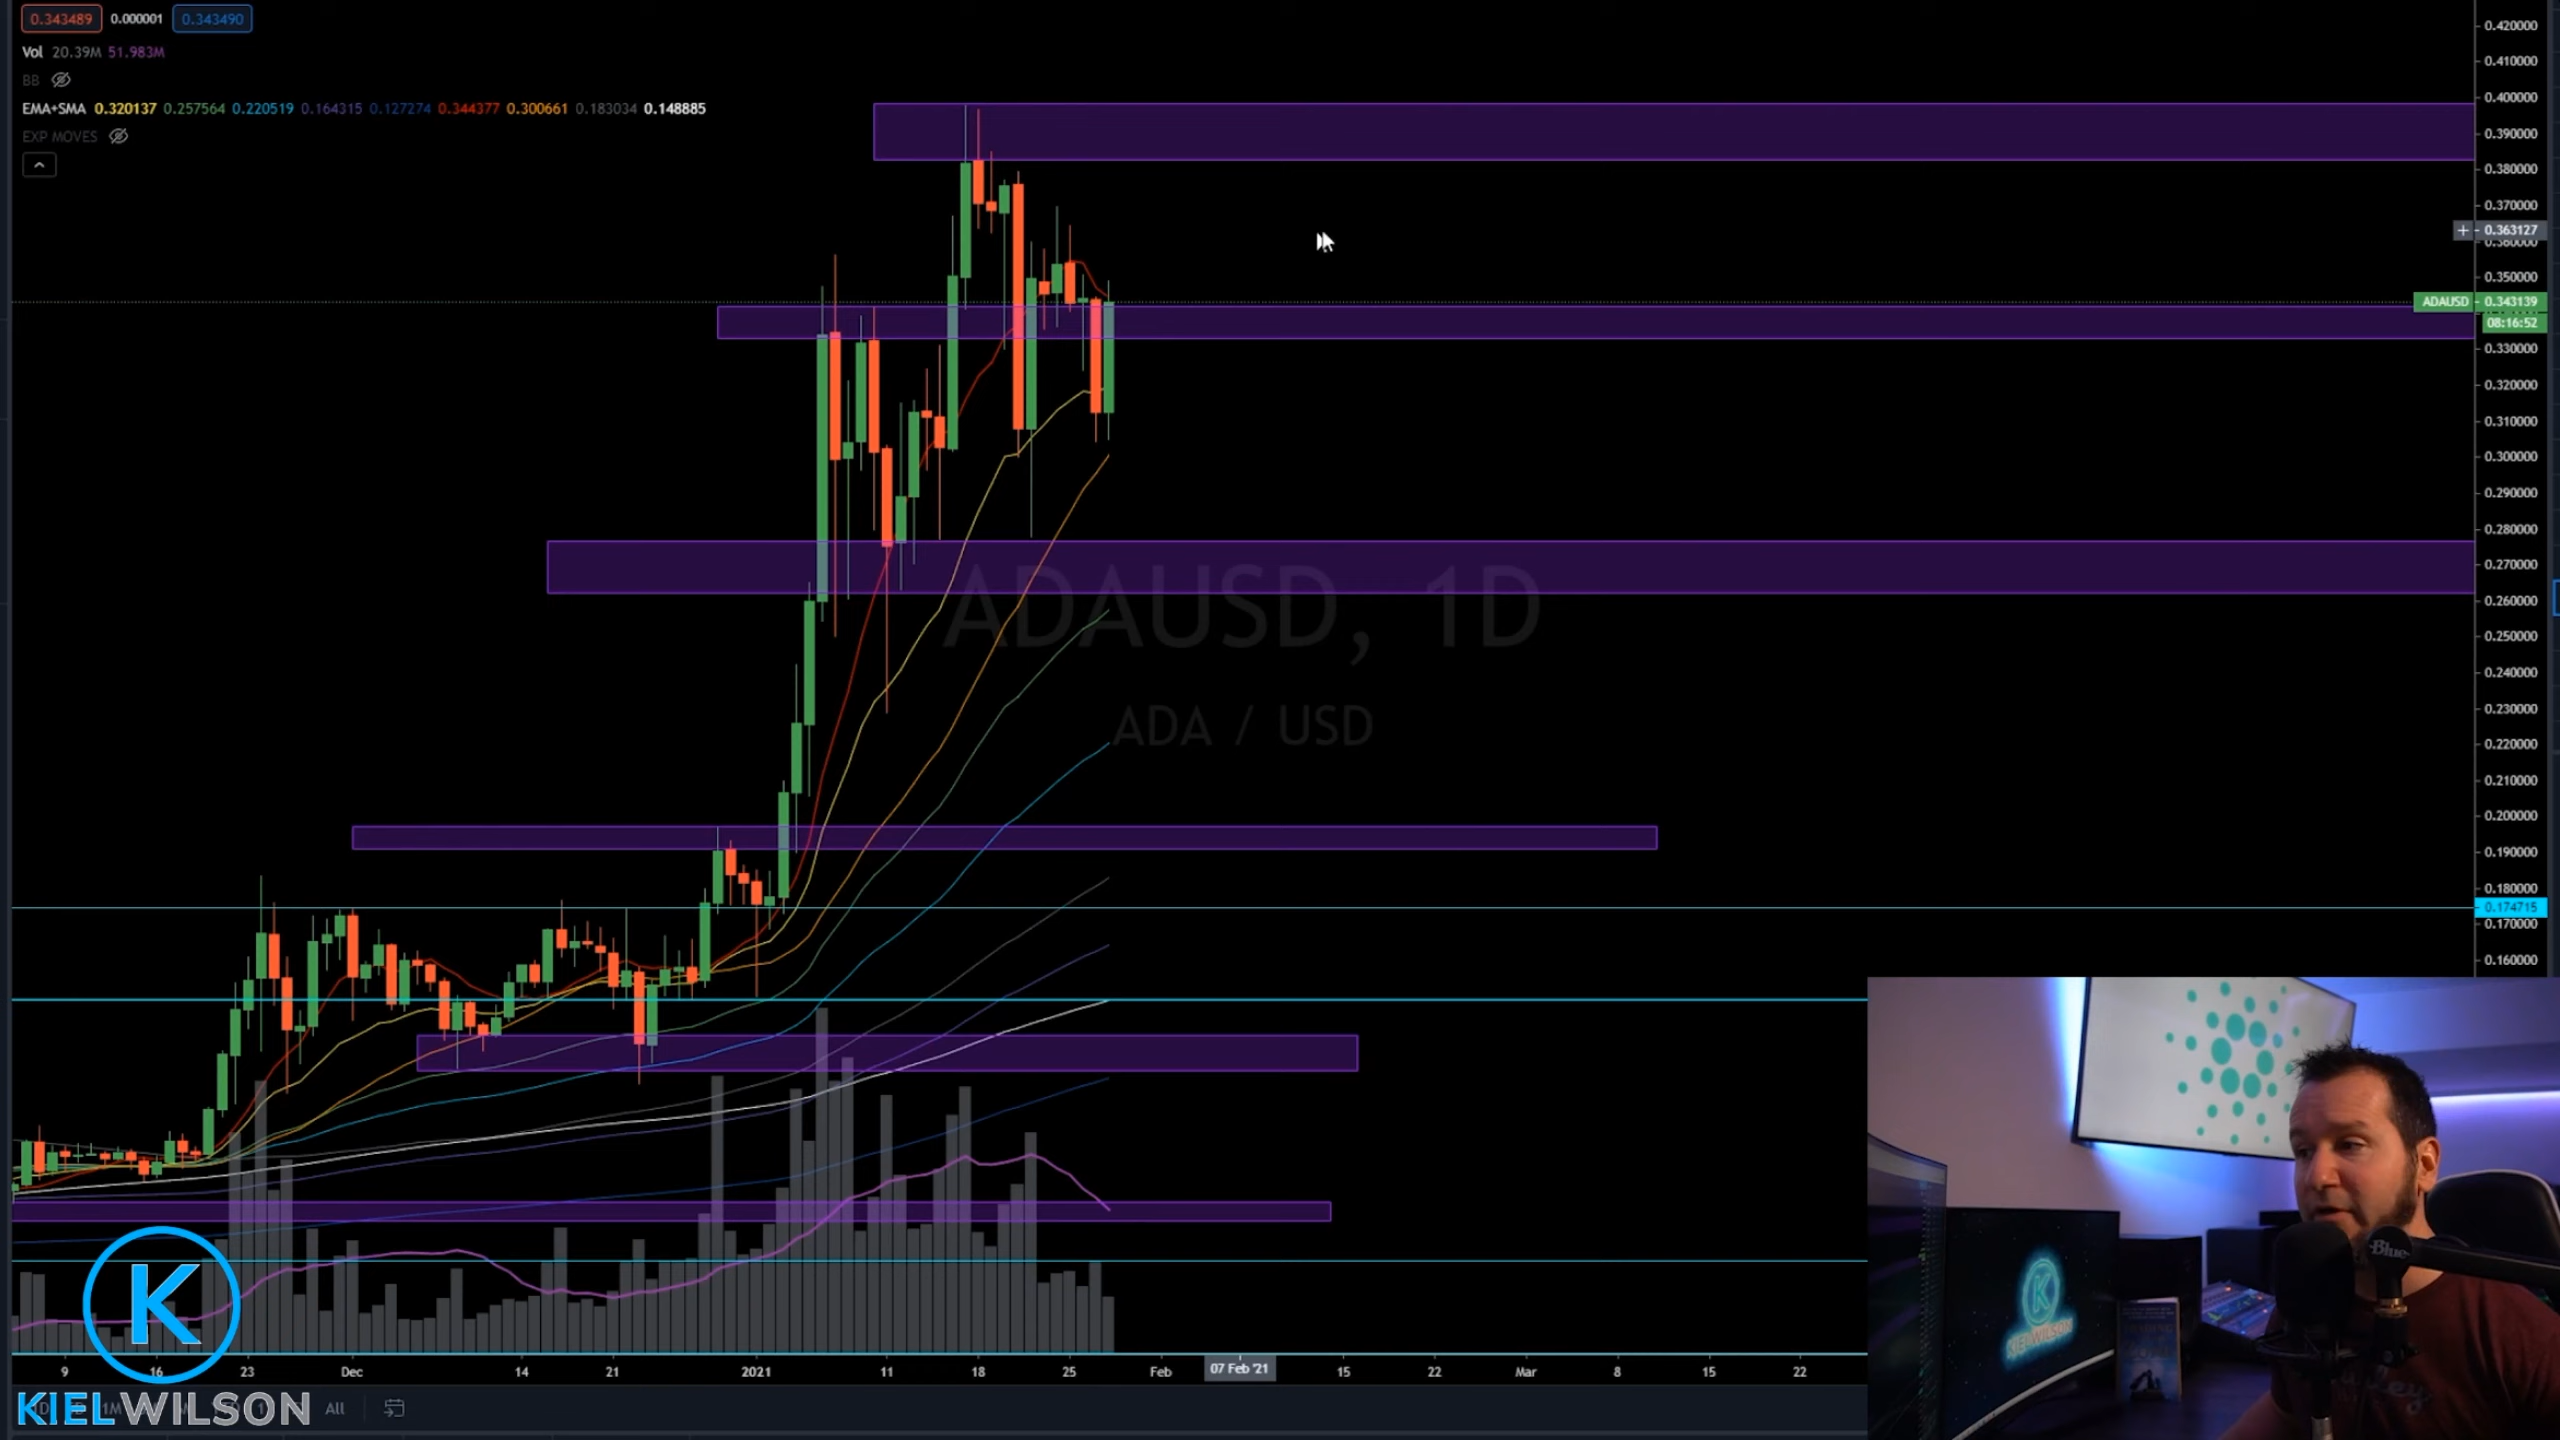 0.343489 0.000001 0.343490
Vol 20.39M 51.983M
BB
EMA+SMA 0.320137 0.257564 0.220519 0.164315 0.127274 0.344377 0.300661 0.183034 0.148885
EXP MOVES
0.420000
0.410000
0.400000
0.390000
0.380000
0.370000
+ 0.363127
0.360000
0.350000
ADAUSD 0.343139
08:16:52
0.330000
0.320000
0.310000
0.300000
0.290000
0.280000
0.270000
0.260000
0.250000
0.240000
0.230000
0.220000
0.210000
0.200000
0.190000
0.180000
0.174715
0.170000
0.160000
ADAUSD, 1D
ADA / USD
K
KIELWILSON
Blue
9 16 23 Dec 14 21 2021 11 18 25 Feb 07 Feb '21 15 22 Mar 8 15 22
K
KIELWILSON
1M
All